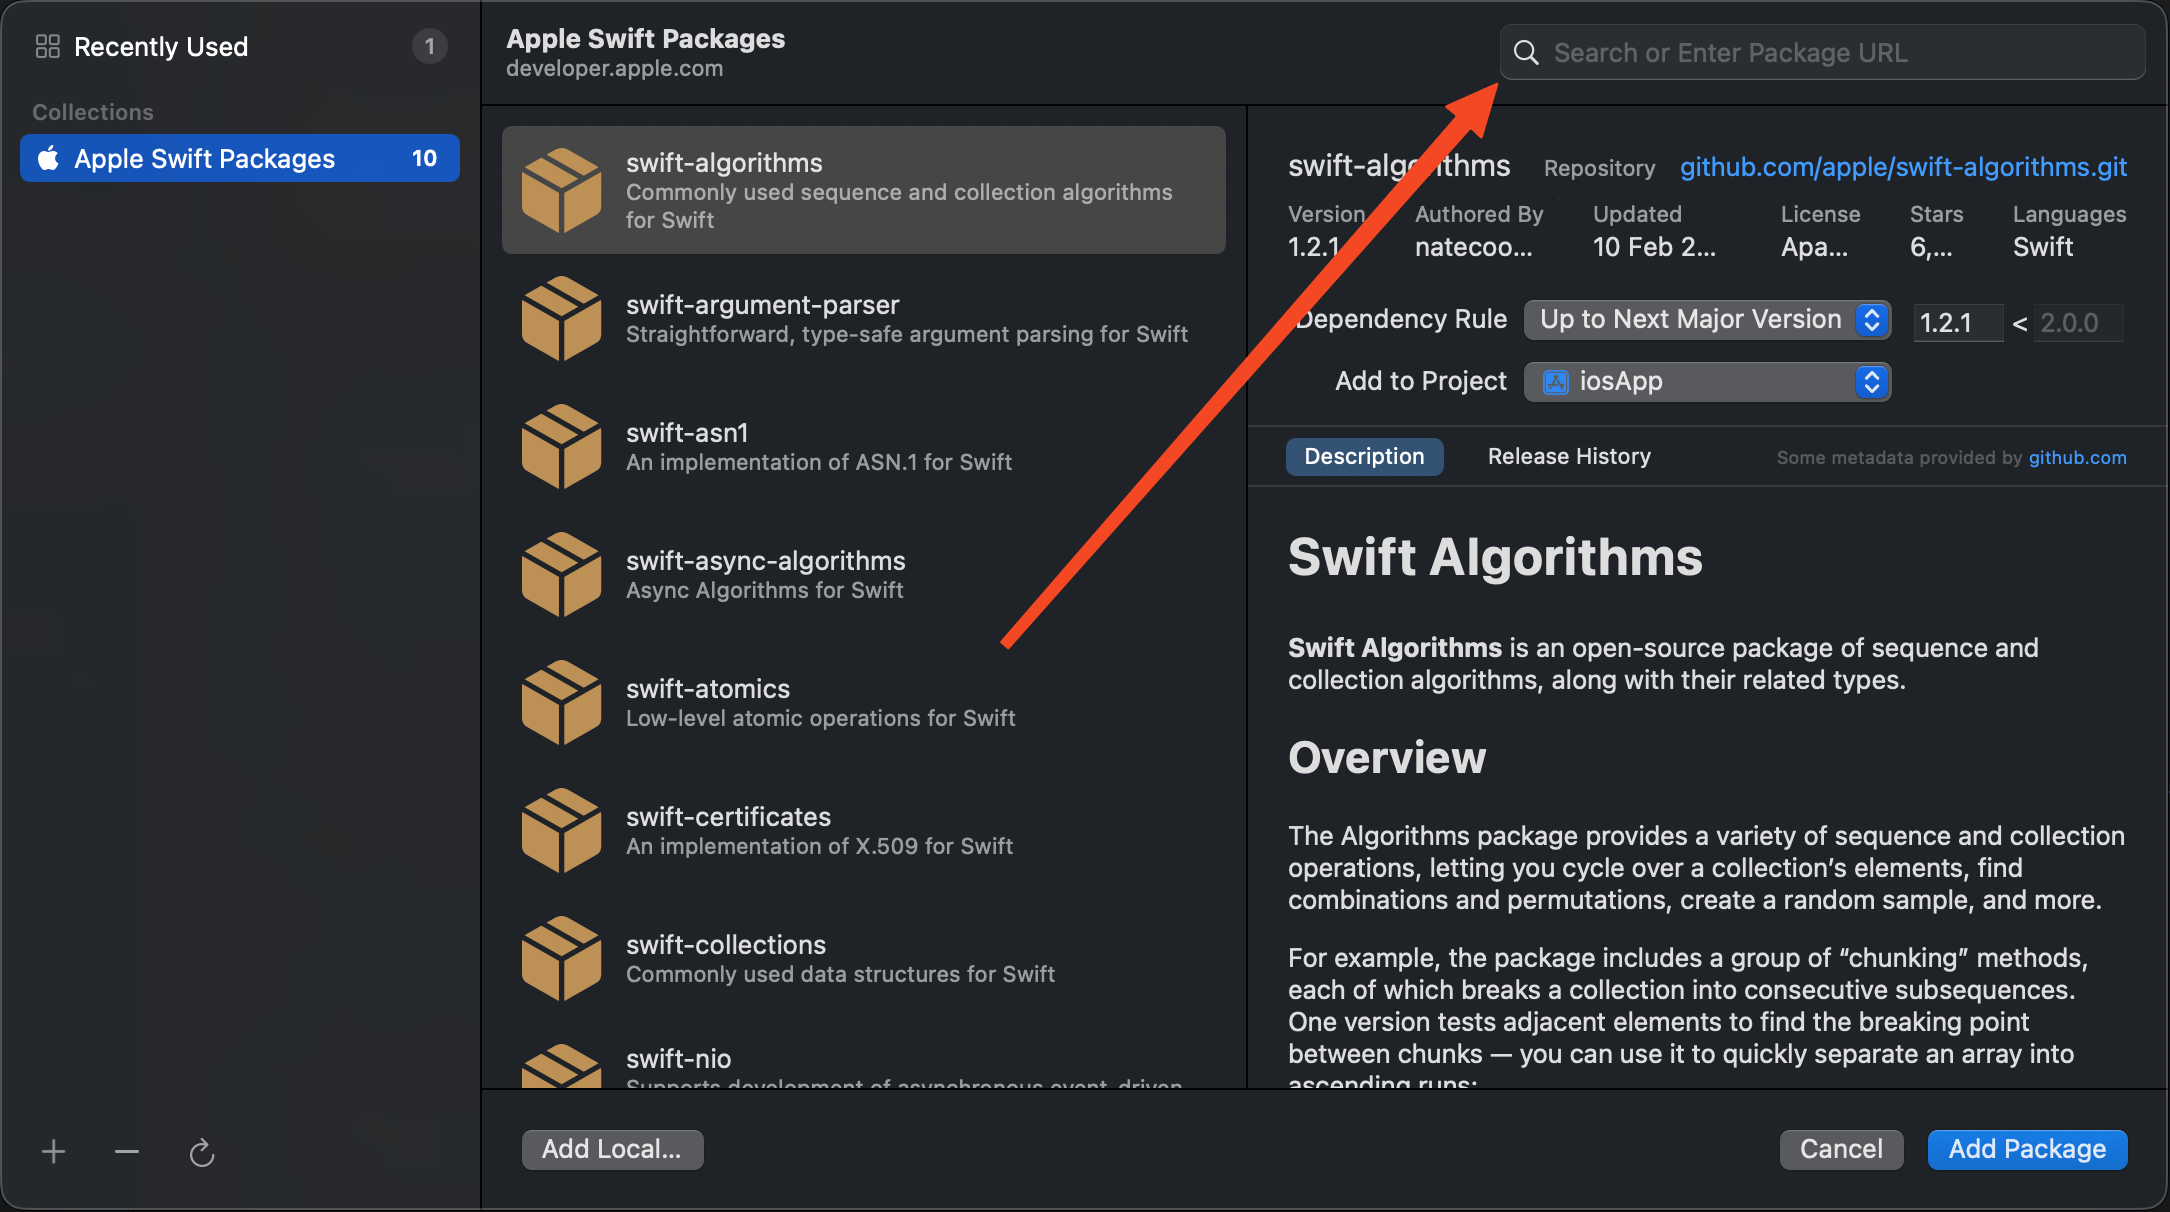 Recently Used
1
Collections
Apple Swift Packages
10
Apple Swift Packages
developer.apple.com
Search or Enter Package URL
swift-algorithms
Commonly used sequence and collection algorithms
for Swift
swift-argument-parser
Straightforward, type-safe argument parsing for Swift
swift-asn1
An implementation of ASN.1 for Swift
swift-async-algorithms
Async Algorithms for Swift
swift-atomics
Low-level atomic operations for Swift
swift-certificates
An implementation of X.509 for Swift
swift-collections
Commonly used data structures for Swift
swift-nio
Supports development of asynchronous event-driven
swift-algorithms Repository github.com/apple/swift-algorithms.git
Version Authored By Updated License Stars Languages
1.2.1 natecoo... 10 Feb 2... Apa... 6,... Swift
Dependency Rule Up to Next Major Version 1.2.1 < 2.0.0
Add to Project iosApp
Description Release History Some metadata provided by github.com
Swift Algorithms
Swift Algorithms is an open-source package of sequence and
collection algorithms, along with their related types.
Overview
The Algorithms package provides a variety of sequence and collection
operations, letting you cycle over a collection’s elements, find
combinations and permutations, create a random sample, and more.
For example, the package includes a group of “chunking” methods,
each of which breaks a collection into consecutive subsequences.
One version tests adjacent elements to find the breaking point
between chunks — you can use it to quickly separate an array into
ascending runs:
Add Local...
Cancel
Add Package